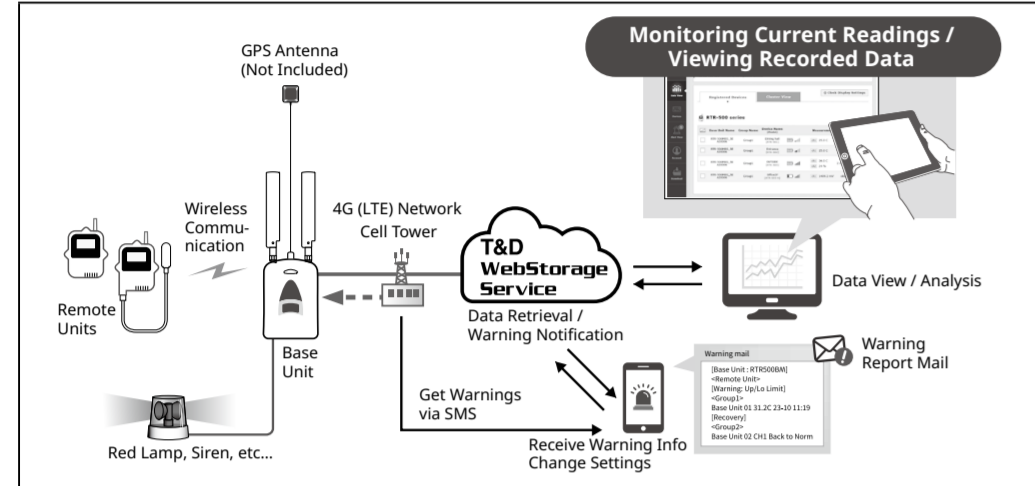 Monitoring Current Readings /
Viewing Recorded Data
GPS Antenna
(Not Included)
Registered Devices
RTR-500 series
Wireless
Commu-
nication
4G (LTE) Network
Cell Tower
T&D
WebStorage
Service
Remote
Units
Base
Unit
Data Retrieval /
Warning Notification
Data View / Analysis
Warning
Report Mail
Warning mail
[Base Unit : RTR500BM]
<Remote Unit>
[Warning: Up/Lo Limit]
<Group1>
Base Unit 01 31.2C 23-10 11:19
[Recovery]
<Group2>
Base Unit 02 CH1 Back to Norm
Get Warnings
via SMS
Receive Warning Info
Change Settings
Red Lamp, Siren, etc...